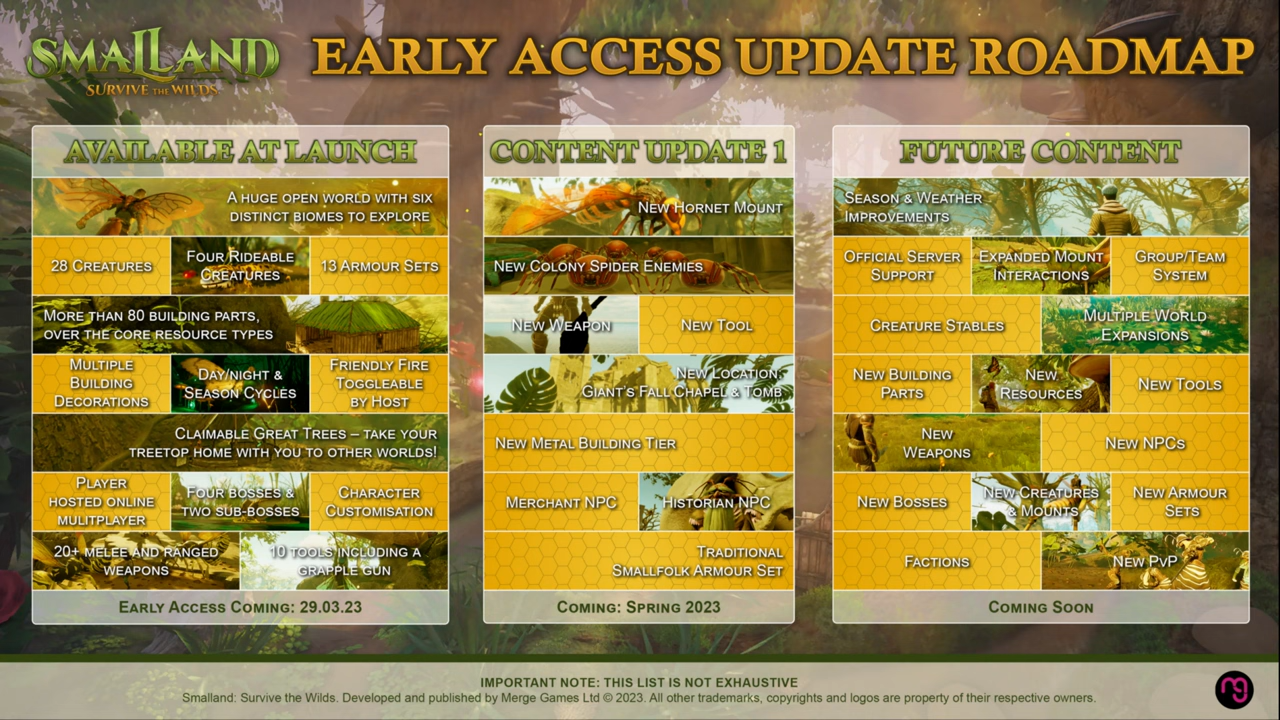 SMALLAND
SURVIVE THE WILDS
EARLY ACCESS UPDATE ROADMAP
AVAILABLE AT LAUNCH
A HUGE OPEN WORLD WITH SIX
DISTINCT BIOMES TO EXPLORE
28 CREATURES
FOUR RIDEABLE
CREATURES
13 ARMOUR SETS
MORE THAN 80 BUILDING PARTS,
OVER THE CORE RESOURCE TYPES
MULTIPLE
BUILDING
DECORATIONS
DAY/NIGHT &
SEASON CYCLES
FRIENDLY FIRE
TOGGLEABLE
BY HOST
CLAIMABLE GREAT TREES – TAKE YOUR
TREETOP HOME WITH YOU TO OTHER WORLDS!
PLAYER
HOSTED ONLINE
MULITPLAYER
FOUR BOSSES &
TWO SUB-BOSSES
CHARACTER
CUSTOMISATION
20+ MELEE AND RANGED
WEAPONS
10 TOOLS INCLUDING A
GRAPPLE GUN
EARLY ACCESS COMING: 29.03.23
CONTENT UPDATE 1
NEW HORNET MOUNT
NEW COLONY SPIDER ENEMIES
NEW WEAPON
NEW TOOL
NEW LOCATION:
GIANT'S FALL CHAPEL & TOMB
NEW METAL BUILDING TIER
MERCHANT NPC
HISTORIAN NPC
TRADITIONAL
SMALLFOLK ARMOUR SET
COMING: SPRING 2023
FUTURE CONTENT
SEASON & WEATHER
IMPROVEMENTS
OFFICIAL SERVER
SUPPORT
EXPANDED MOUNT
INTERACTIONS
GROUP/TEAM
SYSTEM
CREATURE STABLES
MULTIPLE WORLD
EXPANSIONS
NEW BUILDING
PARTS
NEW
RESOURCES
NEW TOOLS
NEW
WEAPONS
NEW NPCS
NEW BOSSES
NEW CREATURES
& MOUNTS
NEW ARMOUR
SETS
FACTIONS
NEW PVP
COMING SOON
IMPORTANT NOTE: THIS LIST IS NOT EXHAUSTIVE
Smalland: Survive the Wilds. Developed and published by Merge Games Ltd © 2023. All other trademarks, copyrights and logos are property of their respective owners.